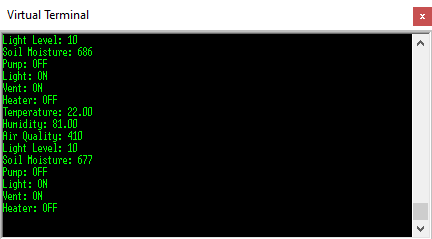 Virtual Terminal
x
Light Level: 10
Soil Moisture: 686
Pump: OFF
Light: ON
Vent: ON
Heater: OFF
Temperature: 22.00
Humidity: 81.00
Air Quality: 410
Light Level: 10
Soil Moisture: 677
Pump: OFF
Light: ON
Vent: ON
Heater: OFF